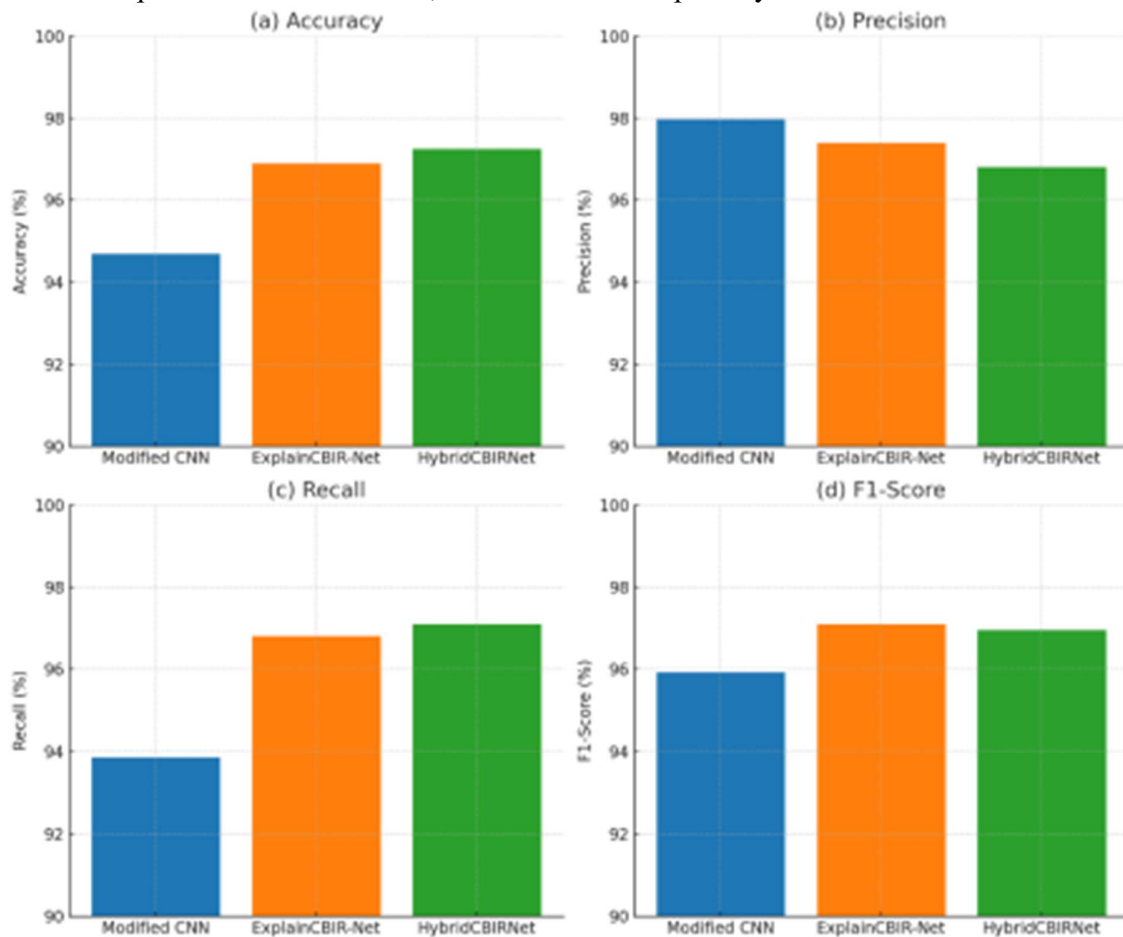 (a) Accuracy
100
98
96
94
92
90
Accuracy (%)
Modified CNN ExplainCBIR-Net HybridCBIRNet
(b) Precision
100
98
96
94
92
90
Precision (%)
Modified CNN ExplainCBIR-Net HybridCBIRNet
(c) Recall
100
98
96
94
92
90
Recall (%)
Modified CNN ExplainCBIR-Net HybridCBIRNet
(d) F1-Score
100
98
96
94
92
90
F1-Score (%)
Modified CNN ExplainCBIR-Net HybridCBIRNet